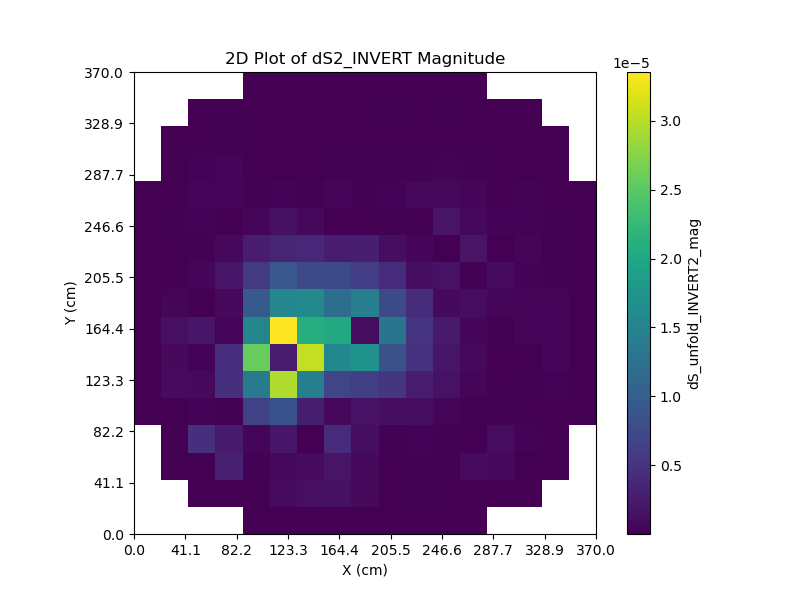 2D Plot of dS2_INVERT Magnitude
1e−5
370.0
328.9
287.7
246.6
205.5
164.4
123.3
82.2
41.1
0.0
Y (cm)
0.0 41.1 82.2 123.3 164.4 205.5 246.6 287.7 328.9 370.0
X (cm)
3.0
2.5
2.0
1.5
1.0
0.5
dS_unfold_INVERT2_mag